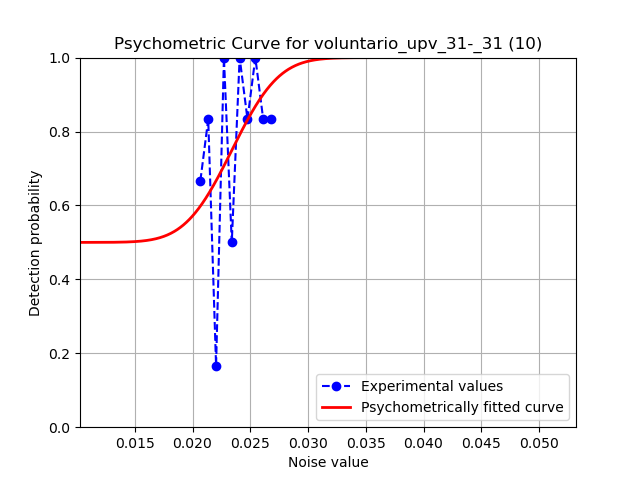 Psychometric Curve for voluntario_upv_31-_31 (10)
1.0
0.8
0.6
0.4
0.2
0.0
Detection probability
Experimental values
Psychometrically fitted curve
0.015 0.020 0.025 0.030 0.035 0.040 0.045 0.050
Noise value